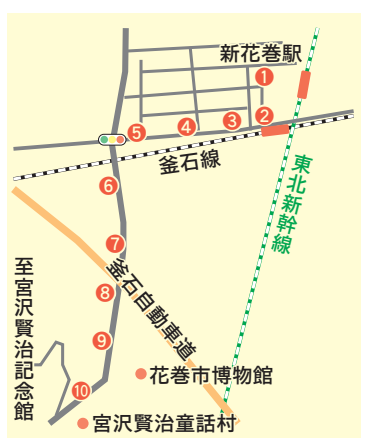 新花巻駅
①
②
③
④
⑤
釜石線
⑥
東北新幹線
⑦
釜石自動車道
⑧
至宮沢賢治記念館
⑨
花巻市博物館
⑩
宮沢賢治童話村